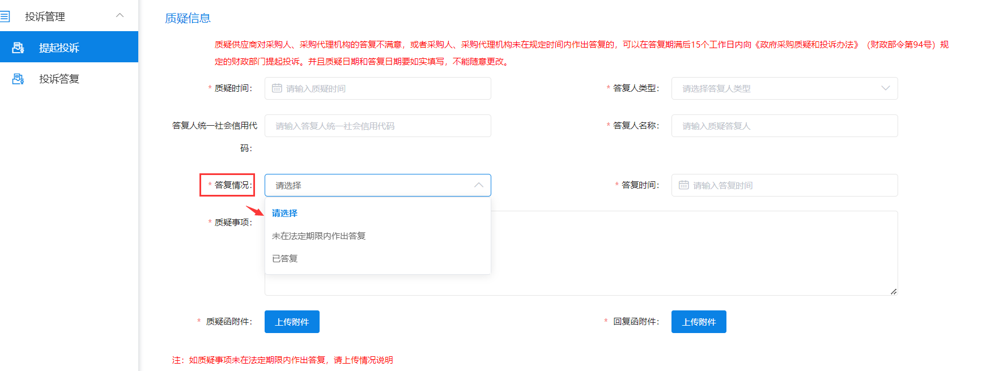 投诉管理
提起投诉
投诉答复
质疑信息
质疑供应商对采购人、采购代理机构的答复不满意，或者采购人、采购代理机构未在规定时间内作出答复的，可以在答复期满后15个工作日内向《政府采购质疑和投诉办法》（财政部令第94号）规
定的财政部门提起投诉。并且质疑日期和答复日期要如实填写，不能随意更改。
* 质疑时间： 请输入质疑时间
* 答复人类型： 请选择答复人类型
答复人统一社会信用代
码：
请输入答复人统一社会信用代码
* 答复人名称： 请输入质疑答复人
* 答复情况： 请选择
* 答复时间： 请输入答复时间
请选择
未在法定期限内作出答复
已答复
* 质疑事项：
* 质疑函附件： 上传附件
* 回复函附件： 上传附件
注：如质疑事项未在法定期限内作出答复，请上传情况说明